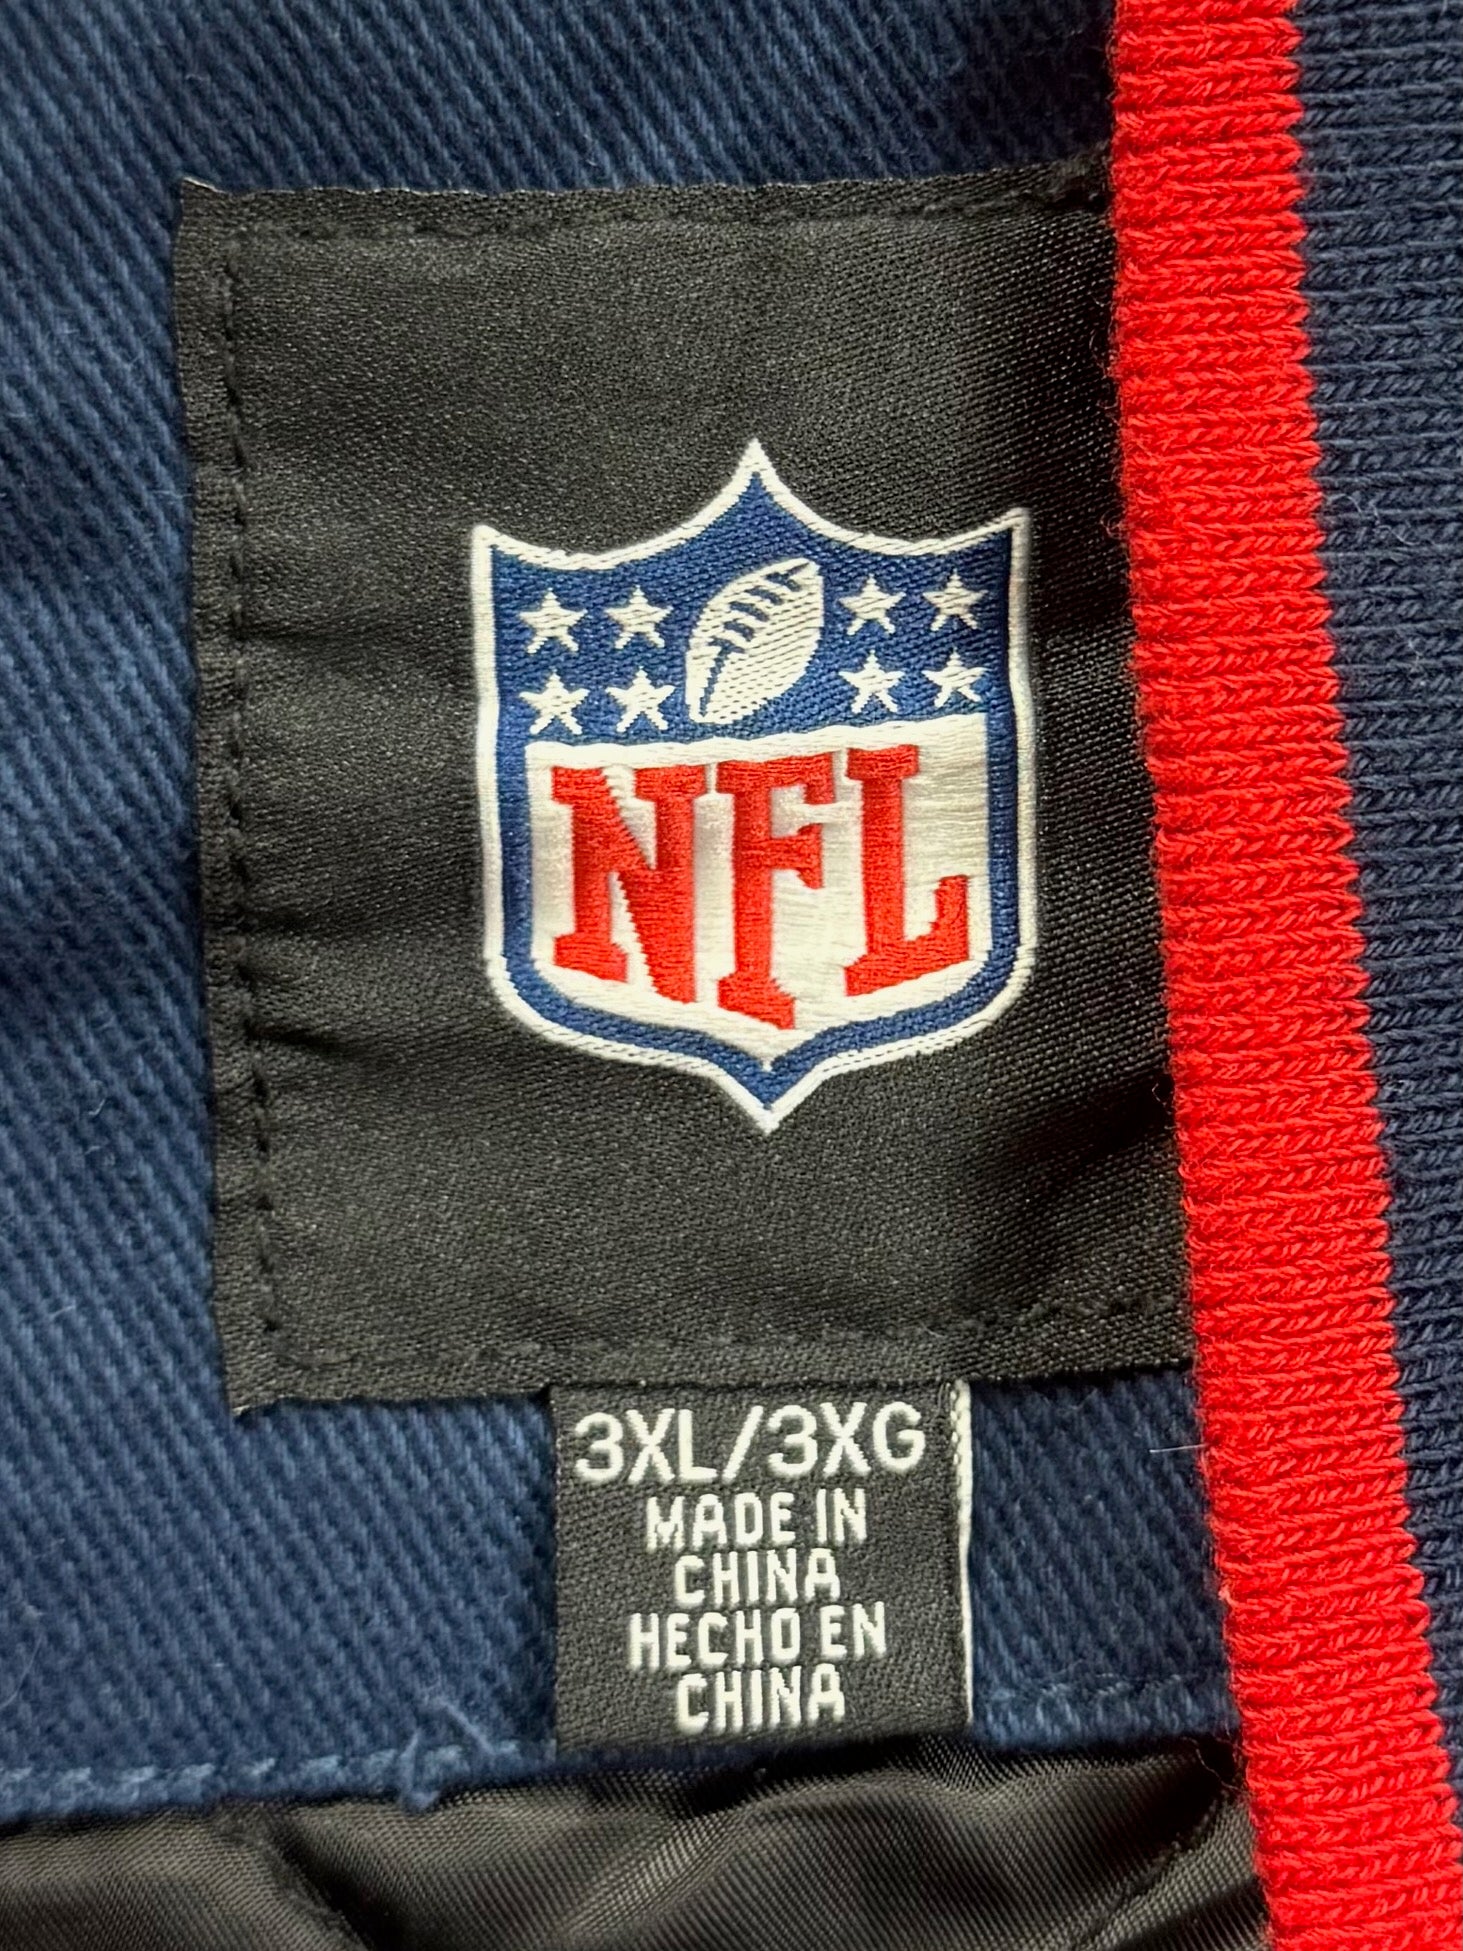 NFL
3XL/3XG
MADE IN
CHINA
HECHO EN
CHINA